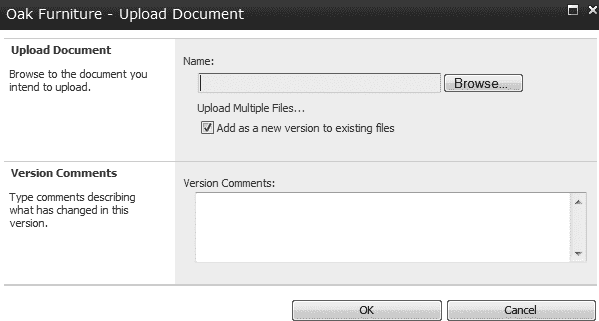 Oak Furniture - Upload Document
Upload Document
Browse to the document you
intend to upload.
Name:
Browse...
Upload Multiple Files...
Add as a new version to existing files
Version Comments
Type comments describing
what has changed in this
version.
Version Comments:
OK
Cancel